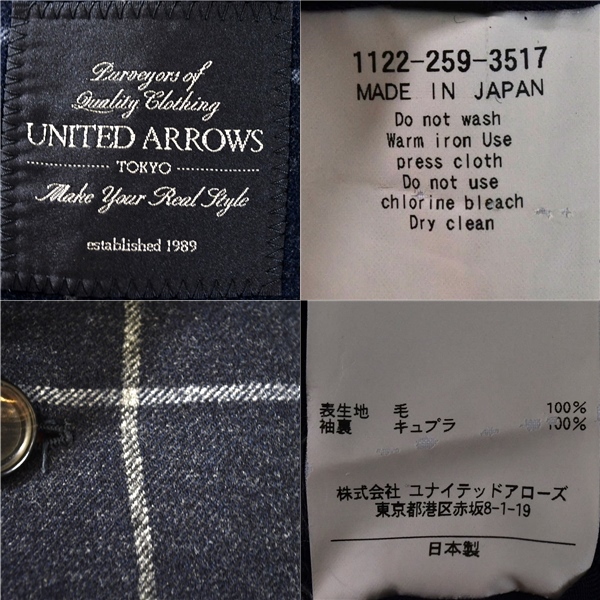 Purveyors of
Quality Clothing
UNITED ARROWS
TOKYO
Make Your Real Style
established 1989
1122-259-3517
MADE IN JAPAN
Do not wash
Warm iron Use
press cloth
Do not use
chlorine bleach
Dry clean
表生地 毛 100%
袖裏 キュプラ 100%
株式会社 ユナイテッドアローズ
東京都港区赤坂8-1-19
日本製